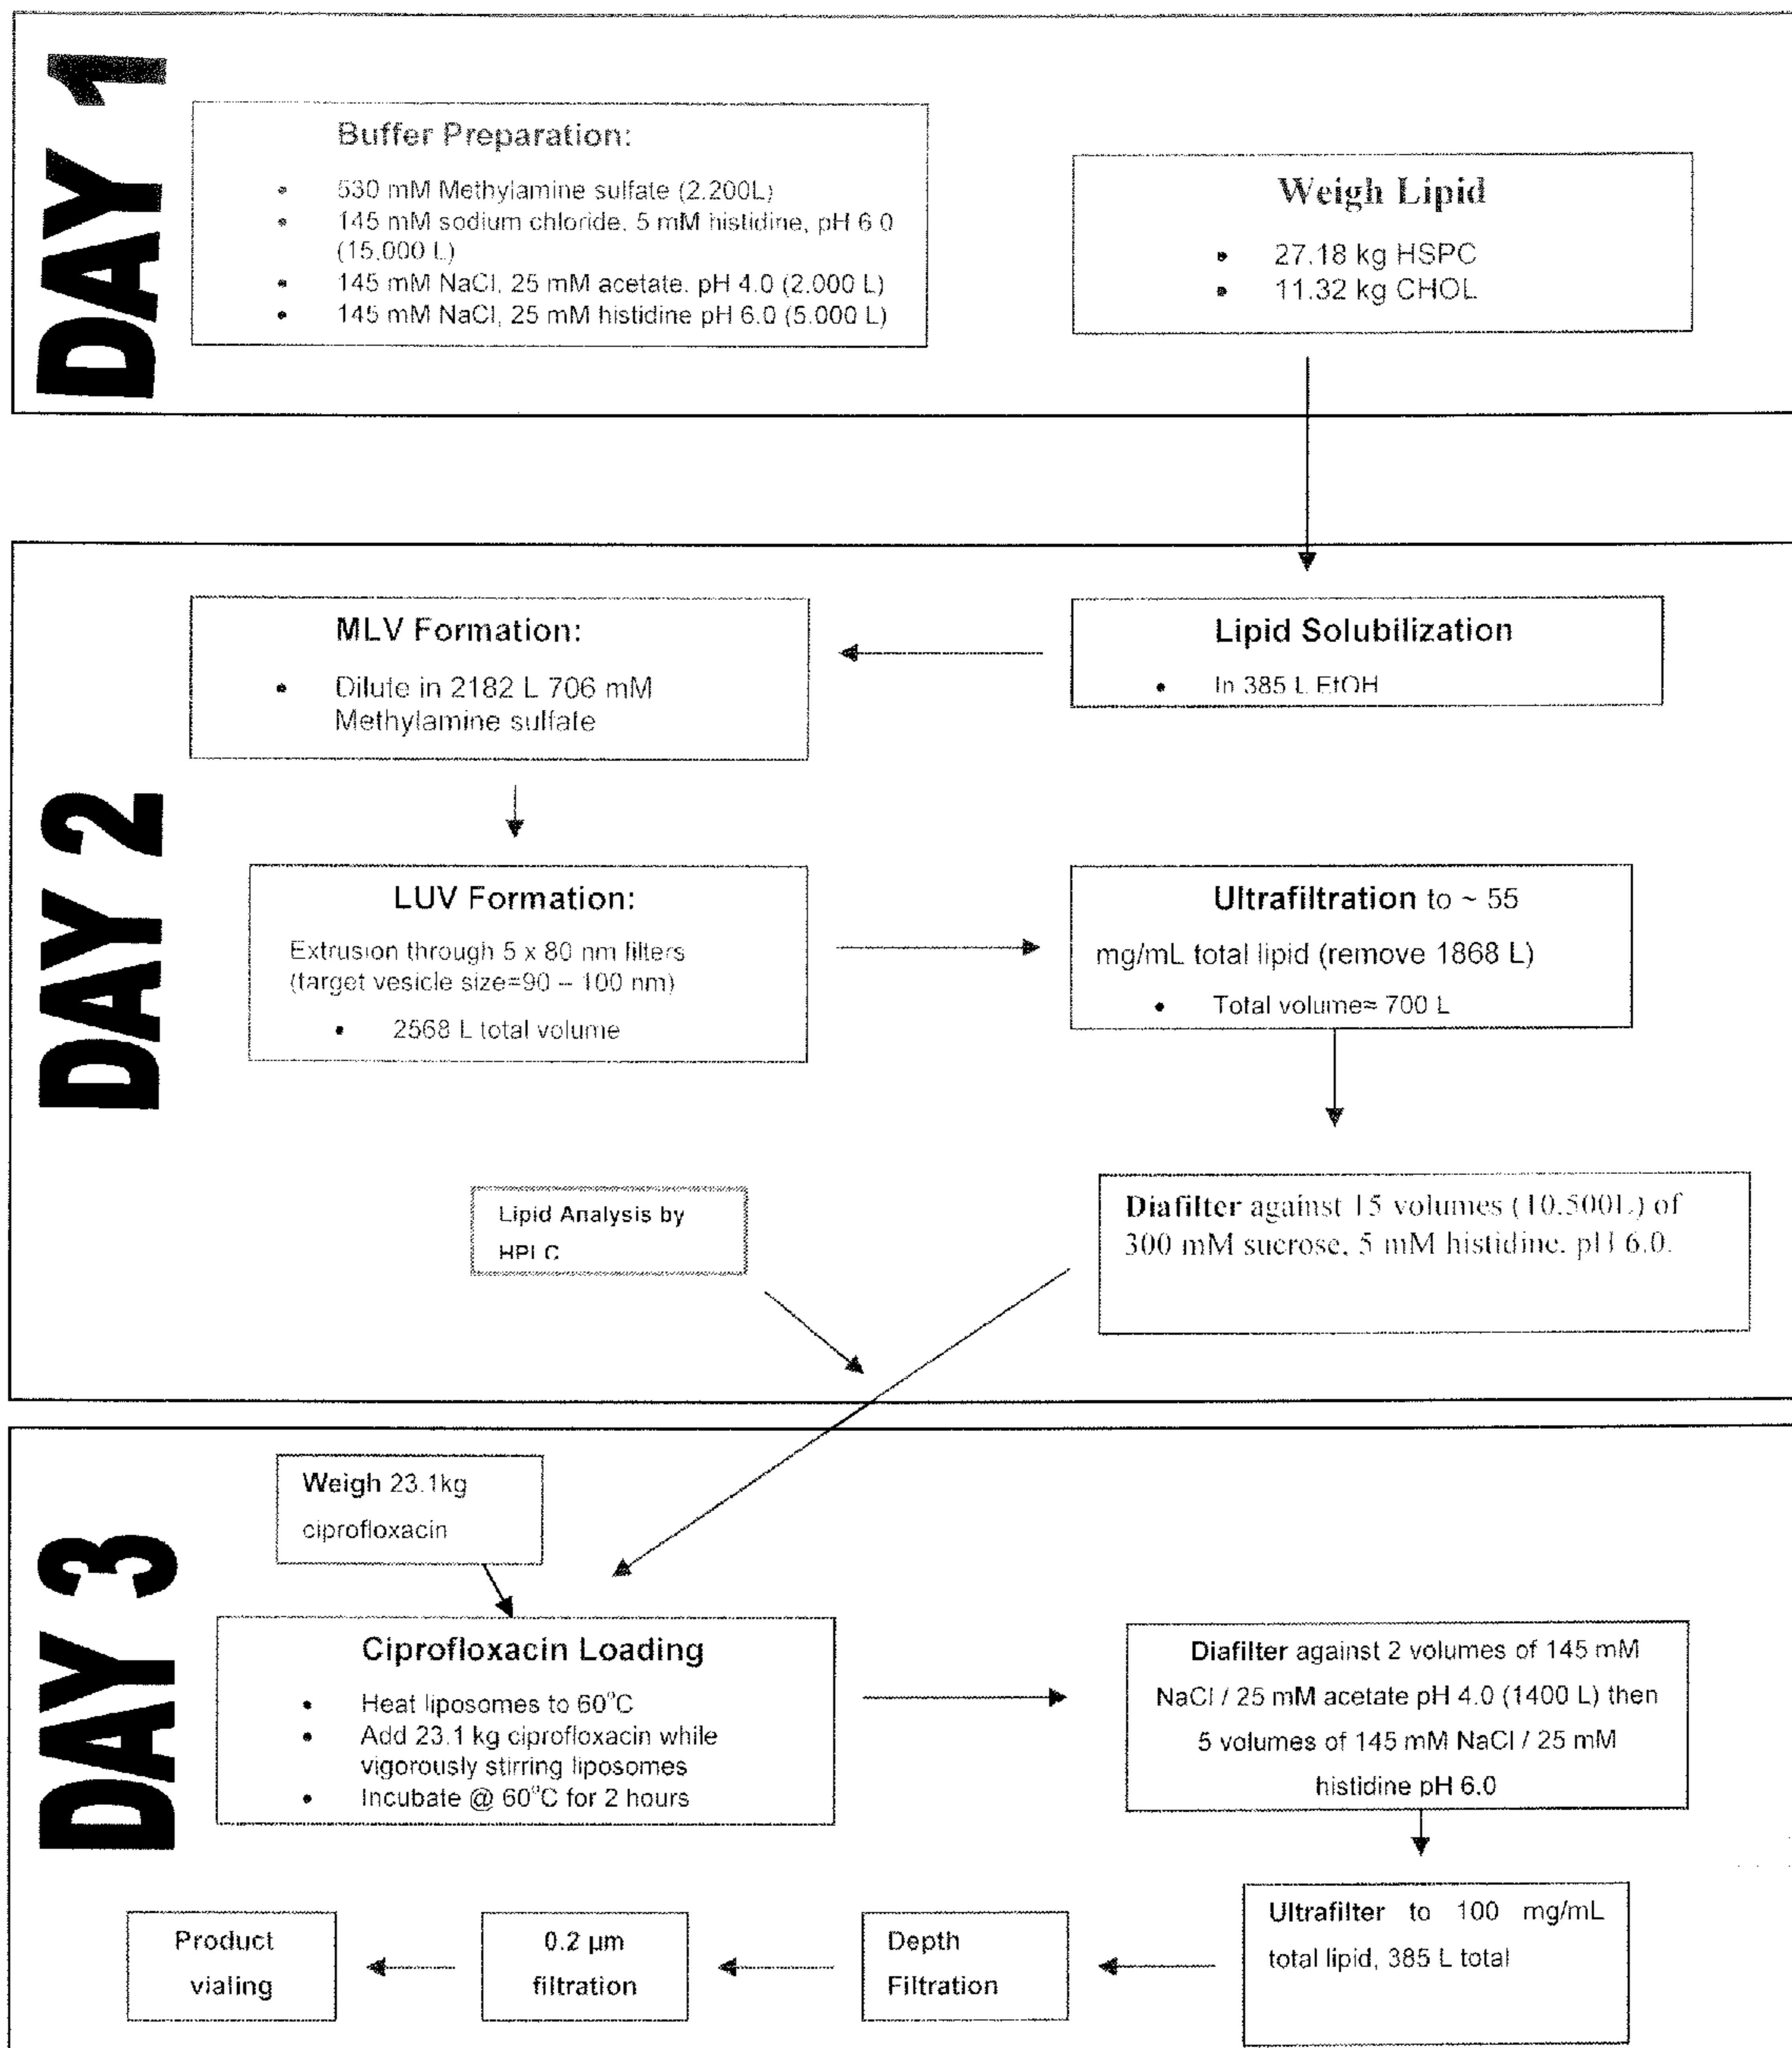 DAY 1
Buffer Preparation:
• 530 mM Methylamine sulfate (2.200L)
• 145 mM sodium chloride, 5 mM histidine, pH 6.0
(15,000 L)
• 145 mM NaCl, 25 mM acetate. pH 4.0 (2.000 L)
• 145 mM NaCl, 25 mM histidine pH 6.0 (5.000 L)
Weigh Lipid
• 27.18 kg HSPC
• 11.32 kg CHOL
DAY 2
MLV Formation:
• Dilute in 2182 L 706 mM
Methylamine sulfate
Lipid Solubilization
• In 385 L EtOH
LUV Formation:
Extrusion through 5 x 80 nm filters
(target vesicle size=90 – 100 nm)
• 2568 L total volume
Ultrafiltration to ~ 55
mg/mL total lipid (remove 1868 L)
• Total volume= 700 L
Lipid Analysis by
HPLC
Diafilter against 15 volumes (10.500L) of
300 mM sucrose, 5 mM histidine. pH 6.0.
DAY 3
Weigh 23.1kg
ciprofloxacin
Ciprofloxacin Loading
• Heat liposomes to 60°C
• Add 23.1 kg ciprofloxacin while
vigorously stirring liposomes
• Incubate @ 60°C for 2 hours
Diafilter against 2 volumes of 145 mM
NaCl / 25 mM acetate pH 4.0 (1400 L) then
5 volumes of 145 mM NaCl / 25 mM
histidine pH 6.0
Ultrafilter to 100 mg/mL
total lipid, 385 L total
Depth
Filtration
0.2 µm
filtration
Product
vialing